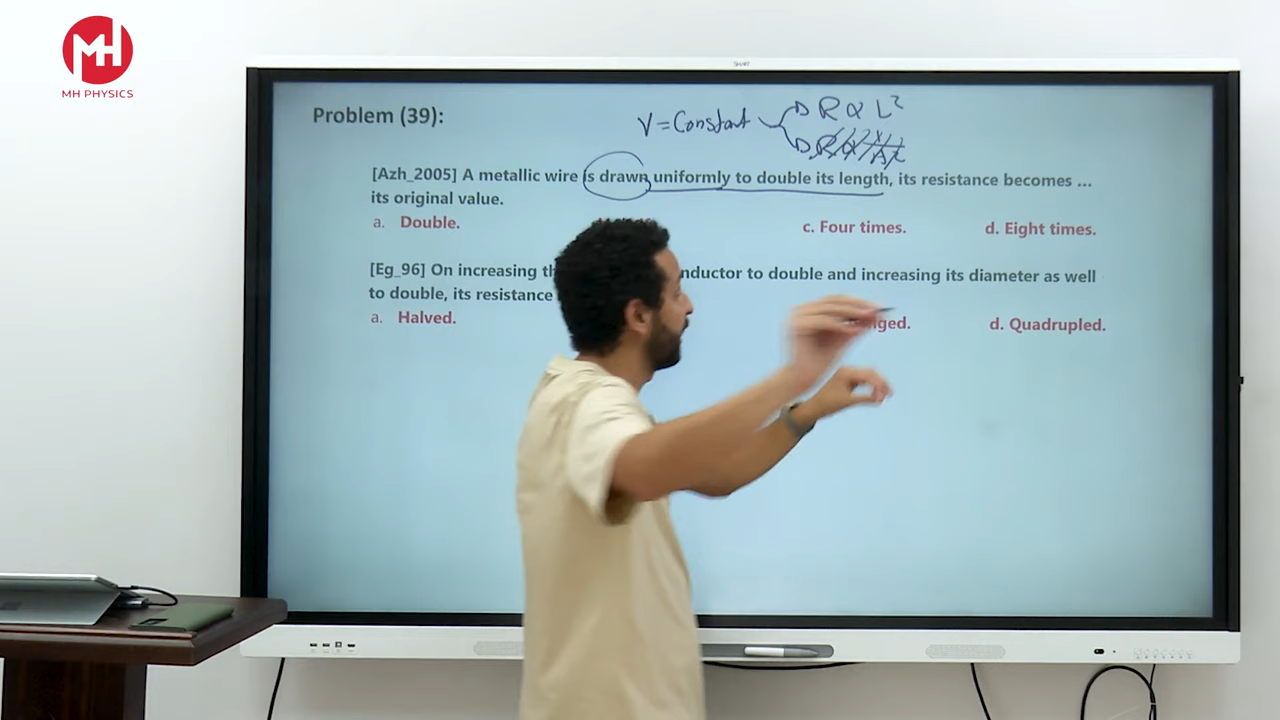 MH
MH PHYSICS
SMART
Problem (39):
V = Constant
R α L²
[Azh_2005] A metallic wire is drawn uniformly to double its length, its resistance becomes ...
its original value.
a. Double. c. Four times. d. Eight times.
[Eg_96] On increasing nductor to double and increasing its diameter as well
to double, its resistance
a. Halved. nged. d. Quadrupled.